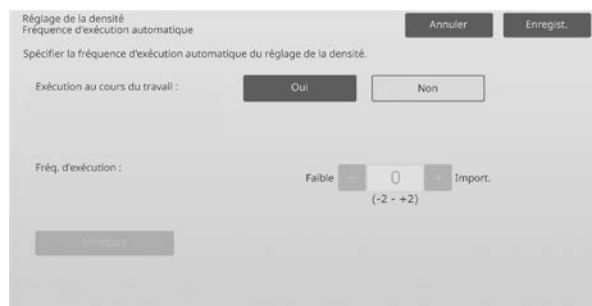 Réglage de la densité
Fréquence d'exécution automatique
Annuler
Enregist.
Spécifier la fréquence d'exécution automatique du réglage de la densité.
Exécution au cours du travail :
Oui
Non
Fréq. d'exécution :
Faible
−
0
+
Import.
(-2 - +2)